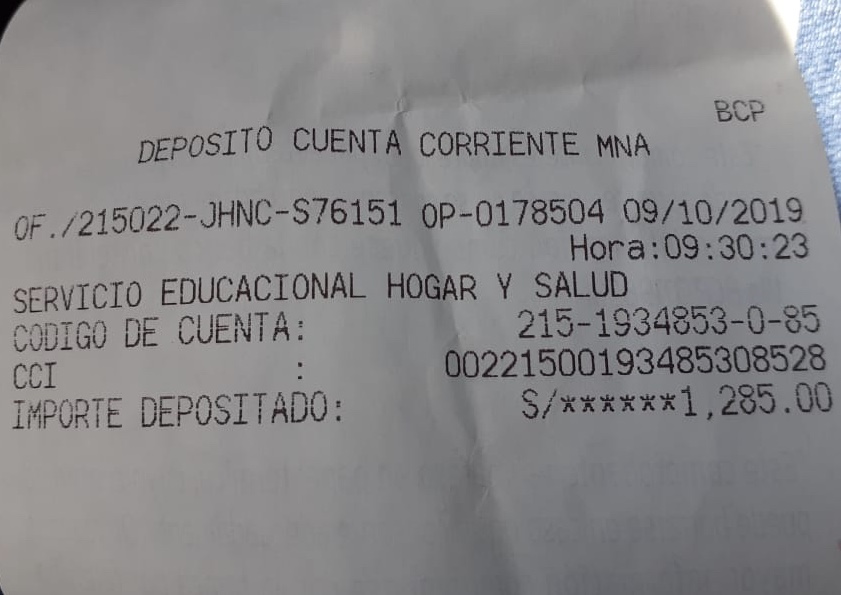 BCP
DEPOSITO CUENTA CORRIENTE MNA
OF./215022-JHNC-S76151 OP-0178504 09/10/2019
Hora:09:30:23
SERVICIO EDUCACIONAL HOGAR Y SALUD
CODIGO DE CUENTA: 215-1934853-0-85
CCI : 00221500193485308528
IMPORTE DEPOSITADO: S/******1,285.00